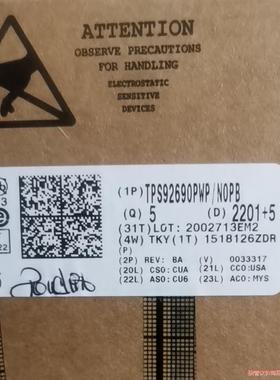 ATTENTION
OBSERVE PRECAUTIONS
FOR HANDLING
ELECTROSTATIC
SENSITIVE
DEVICES
(1P) TPS92690PWP/NOPB
(Q) 5 (D) 2201+5
(31T)LOT: 2002713EM2
(4W) TKY(1T) 1518126ZDR
(P)
(2P) REV: BA (V) 0033317
(20L) CSO:CUA (21L) CCO:USA
(22L) ASO:CU6 (23L) ACO:MYS